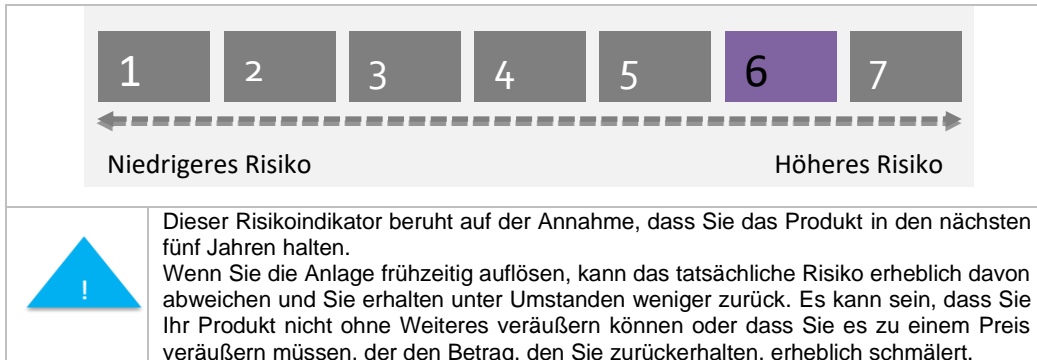 1 2 3 4 5 6 7
Niedrigeres Risiko Höheres Risiko
Dieser Risikoindikator beruht auf der Annahme, dass Sie das Produkt in den nächsten
fünf Jahren halten.
!
Wenn Sie die Anlage frühzeitig auflösen, kann das tatsächliche Risiko erheblich davon
abweichen und Sie erhalten unter Umstanden weniger zurück. Es kann sein, dass Sie
Ihr Produkt nicht ohne Weiteres veräußern können oder dass Sie es zu einem Preis
veräußern müssen, der den Betrag, den Sie zurückerhalten, erheblich schmälert.